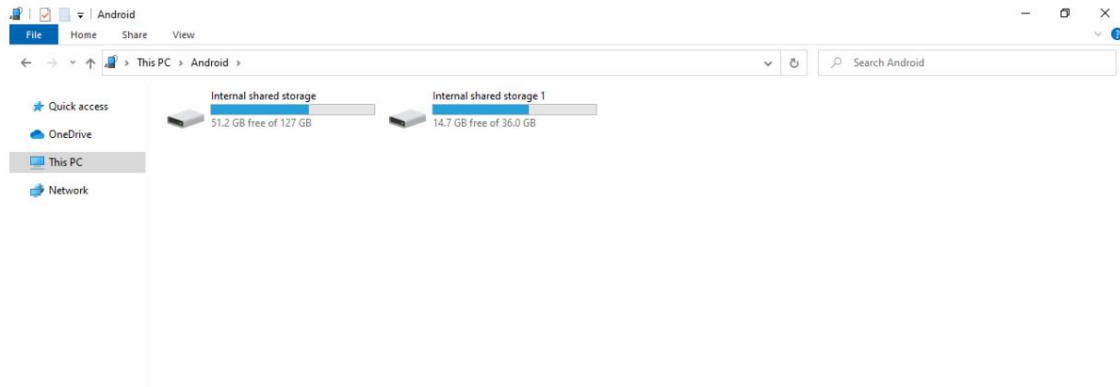 Android
File Home Share View
This PC Android
Search Android
Quick access
OneDrive
This PC
Network
Internal shared storage
51.2 GB free of 127 GB
Internal shared storage 1
14.7 GB free of 36.0 GB